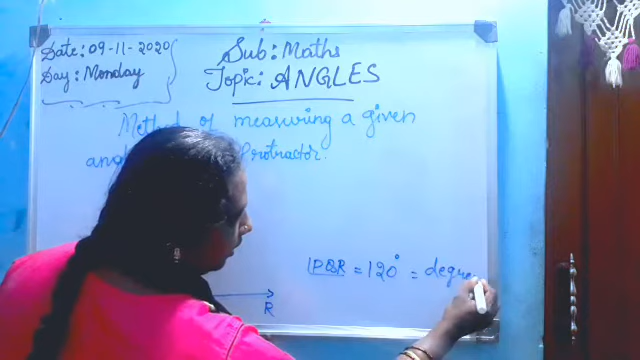 Date: 09-11-2020
Day: Monday
Sub: Maths
Topic: ANGLES
Method of measuring a given
Protractor.
∠PQR = 120° = degree
R